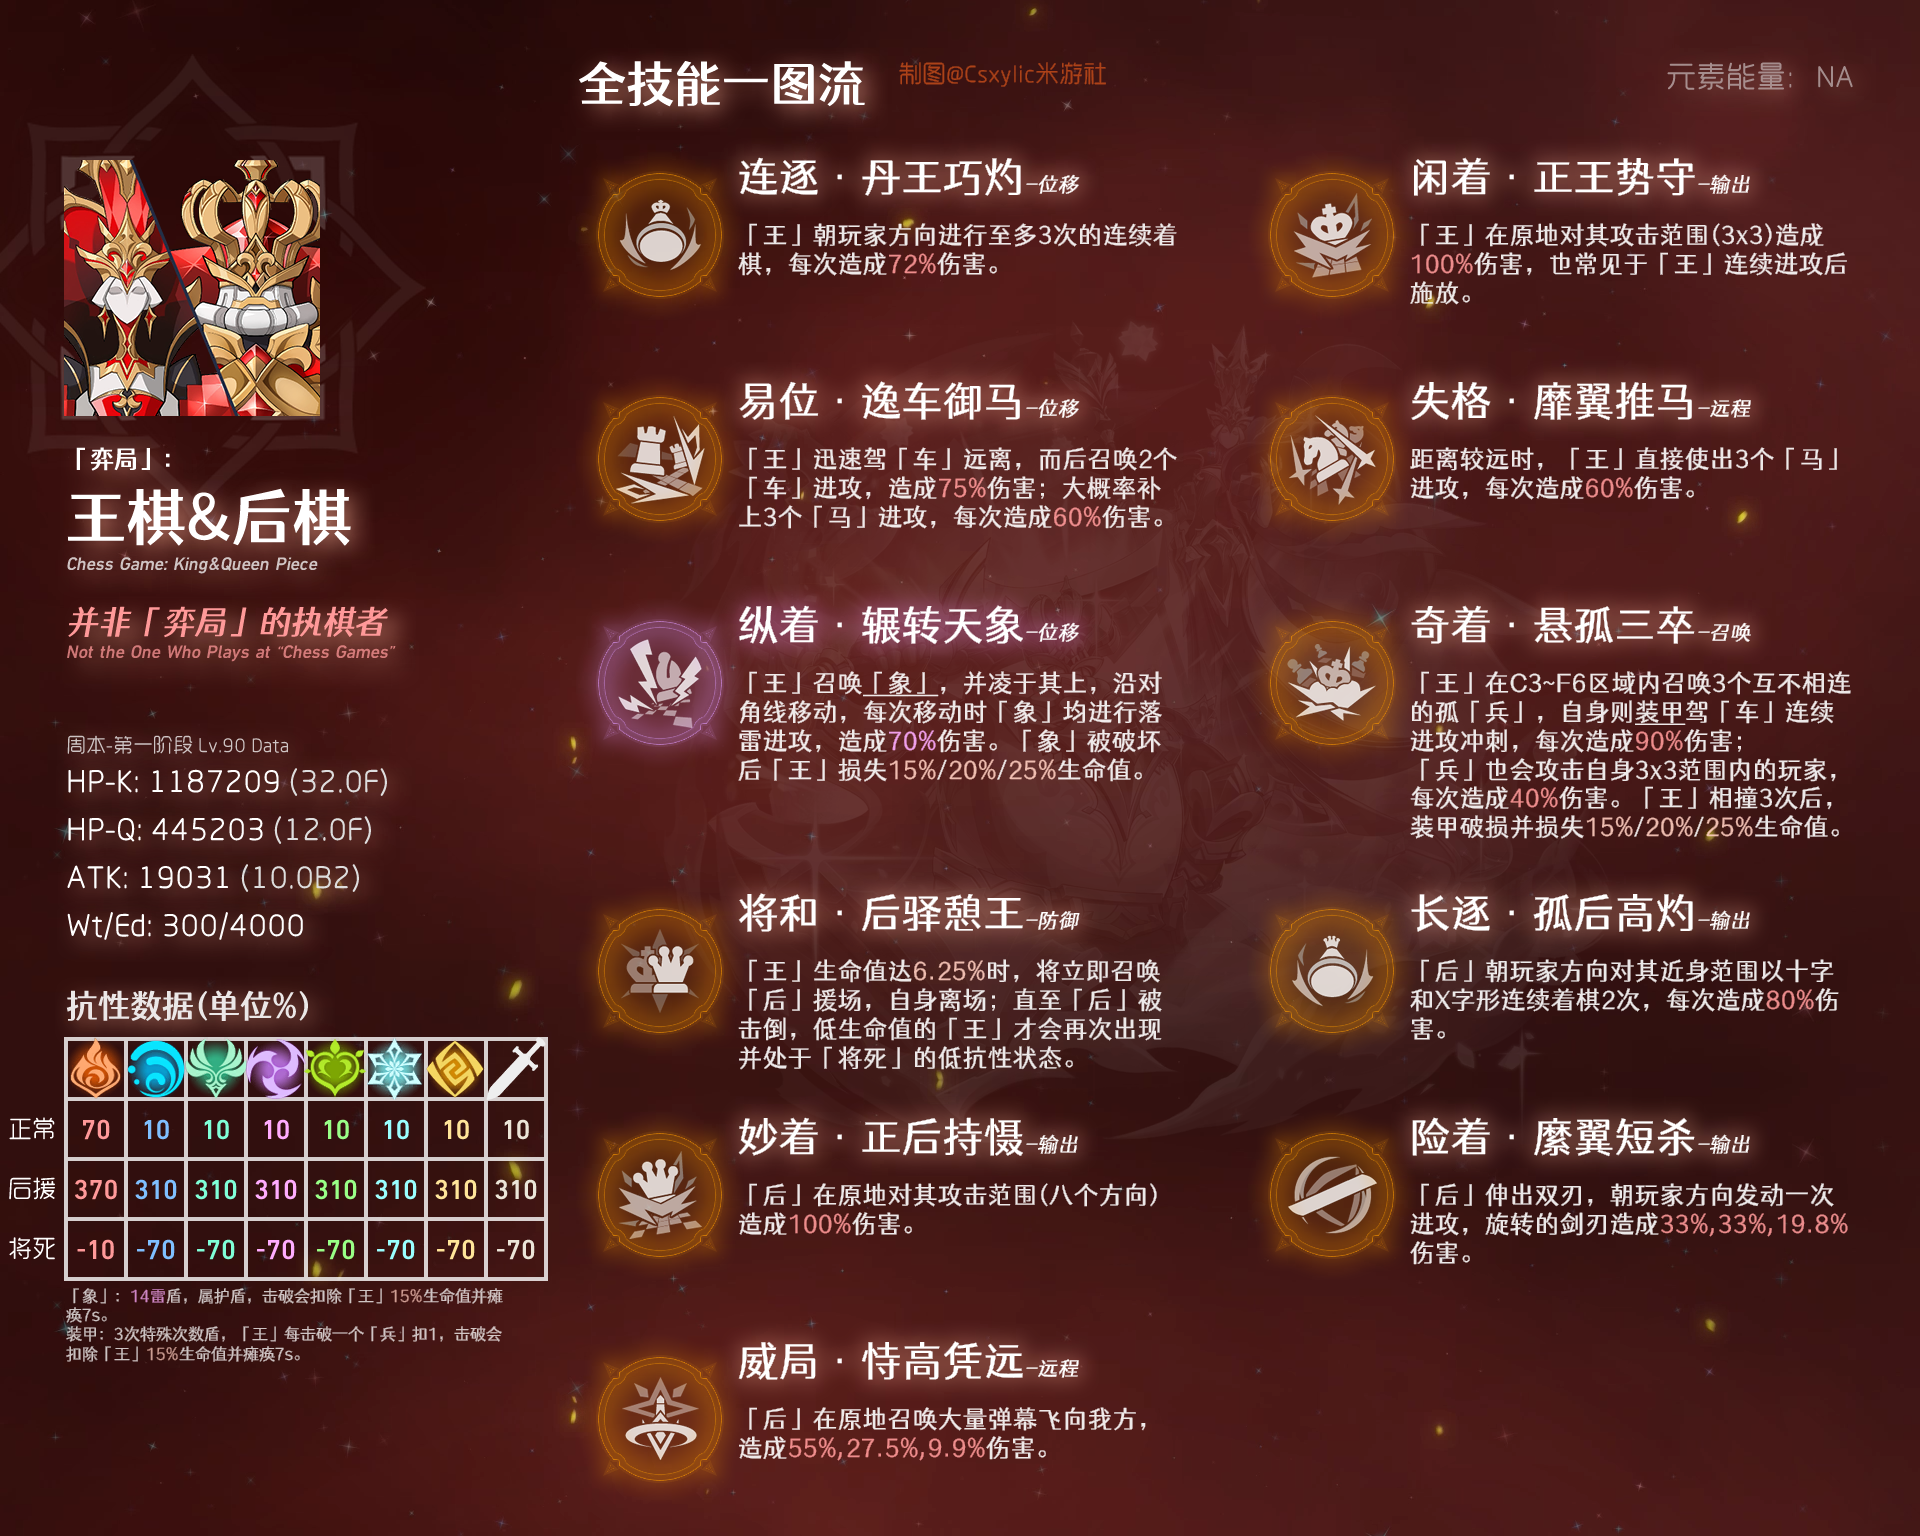 全技能一图流
制图@Csxylic米游社
元素能量： NA
「弈局」：
王棋&后棋
Chess Game: King&Queen Piece
并非「弈局」的执棋者
Not the One Who Plays at “Chess Games”
周本-第一阶段 Lv.90 Data
HP-K: 1187209 (32.0F)
HP-Q: 445203 (12.0F)
ATK: 19031 (10.0B2)
Wt/Ed: 300/4000
抗性数据(单位%)
正常 70 10 10 10 10 10 10 10
后援 370 310 310 310 310 310 310 310
将死 -10 -70 -70 -70 -70 -70 -70 -70
「象」：14雷盾，属护盾，击破会扣除「王」15%生命值并瘫
痪7s。
装甲：3次特殊次数盾，「王」每击破一个「兵」扣1，击破会
扣除「王」15%生命值并瘫痪7s。
连逐 · 丹王巧灼-位移
「王」朝玩家方向进行至多3次的连续着
棋，每次造成72%伤害。
闲着 · 正王势守-输出
「王」在原地对其攻击范围(3x3)造成
100%伤害，也常见于「王」连续进攻后
施放。
易位 · 逸车御马-位移
「王」迅速驾「车」远离，而后召唤2个
「车」进攻，造成75%伤害；大概率补
上3个「马」进攻，每次造成60%伤害。
失格 · 靡翼推马-远程
距离较远时，「王」直接使出3个「马」
进攻，每次造成60%伤害。
纵着 · 辗转天象-位移
「王」召唤「象」，并凌于其上，沿对
角线移动，每次移动时「象」均进行落
雷进攻，造成70%伤害。「象」被破坏
后「王」损失15%/20%/25%生命值。
奇着 · 悬孤三卒-召唤
「王」在C3~F6区域内召唤3个互不相连
的孤「兵」，自身则装甲驾「车」连续
进攻冲刺，每次造成90%伤害；
「兵」也会攻击自身3x3范围内的玩家，
每次造成40%伤害。「王」相撞3次后，
装甲破损并损失15%/20%/25%生命值。
将和 · 后驿憩王-防御
「王」生命值达6.25%时，将立即召唤
「后」援场，自身离场；直至「后」被
击倒，低生命值的「王」才会再次出现
并处于「将死」的低抗性状态。
长逐 · 孤后高灼-输出
「后」朝玩家方向对其近身范围以十字
和X字形连续着棋2次，每次造成80%伤
害。
妙着 · 正后持慑-输出
「后」在原地对其攻击范围(八个方向)
造成100%伤害。
险着 · 縻翼短杀-输出
「后」伸出双刃，朝玩家方向发动一次
进攻，旋转的剑刃造成33%,33%,19.8%
伤害。
威局 · 恃高凭远-远程
「后」在原地召唤大量弹幕飞向我方，
造成55%,27.5%,9.9%伤害。